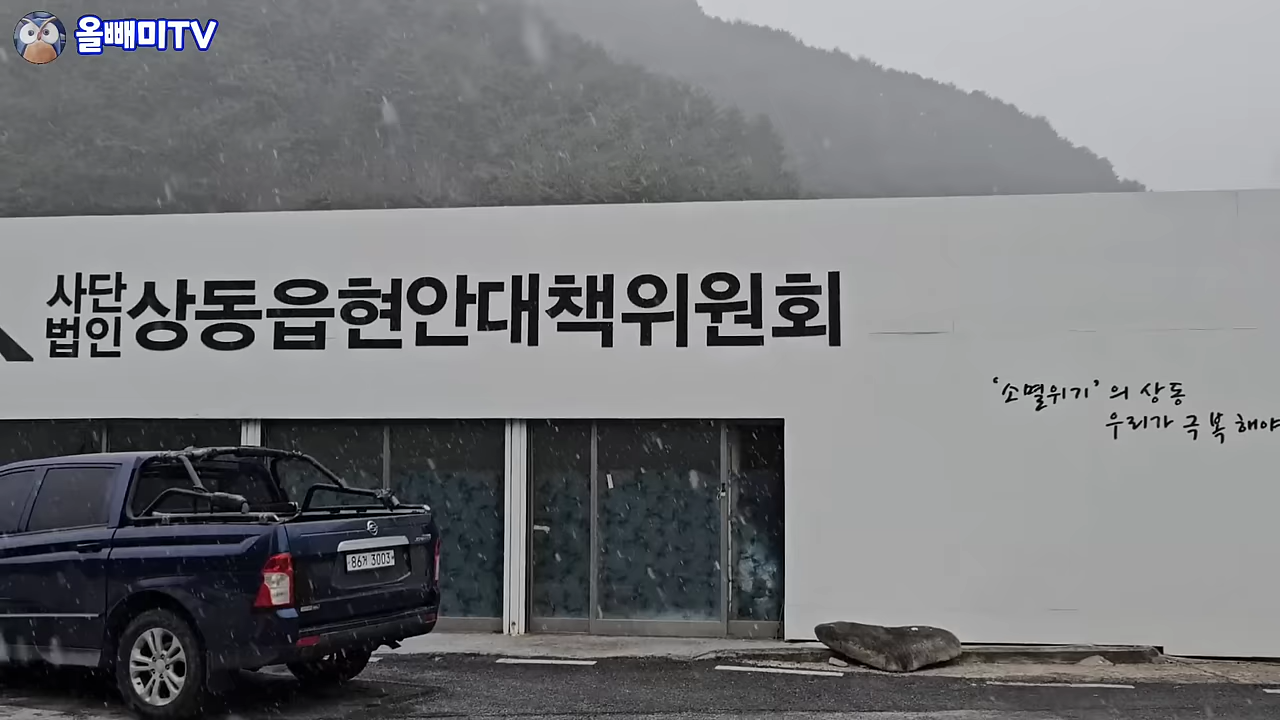 올빼미TV
사단
법인
상동읍현안대책위원회
'소멸위기'의 상동
우리가 극복해야
86거 3003